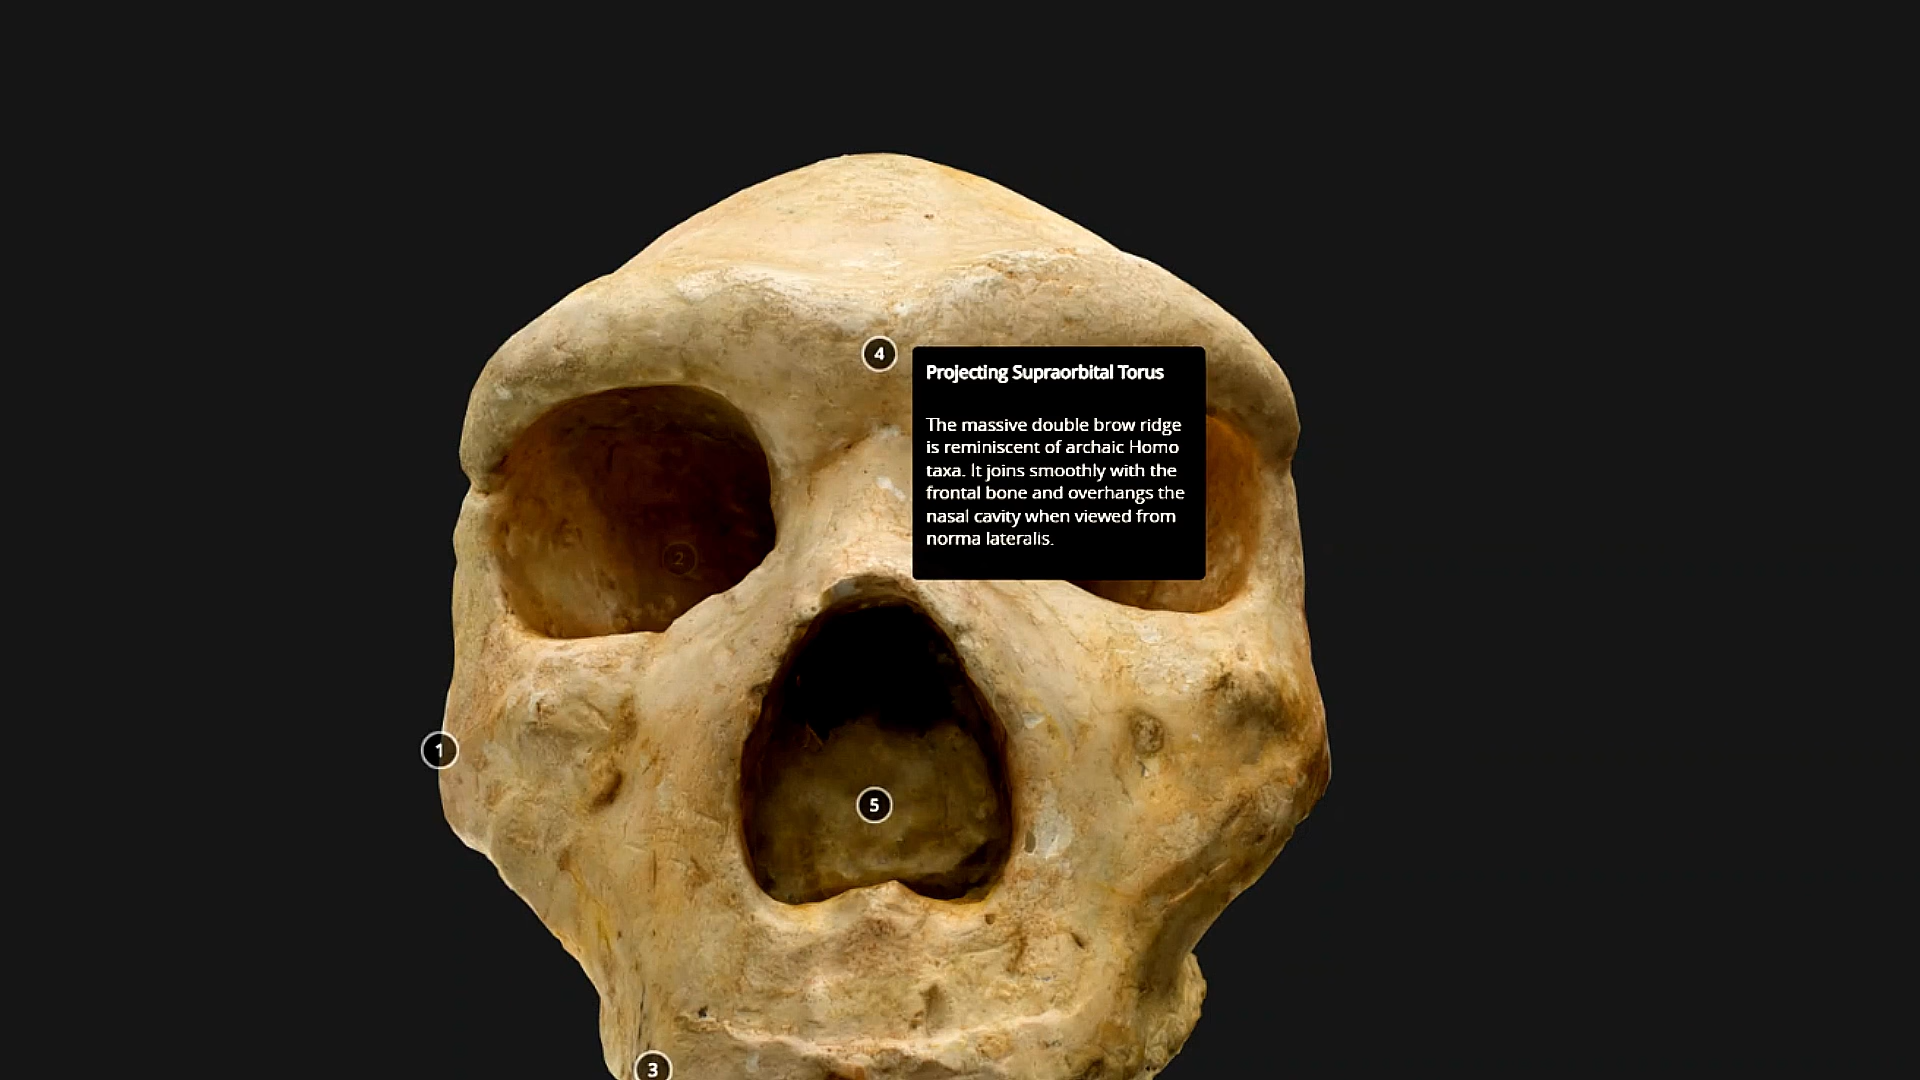 4
Projecting Supraorbital Torus
The massive double brow ridge
is reminiscent of archaic Homo
taxa. It joins smoothly with the
frontal bone and overhangs the
nasal cavity when viewed from
norma lateralis.
2
1
5
3